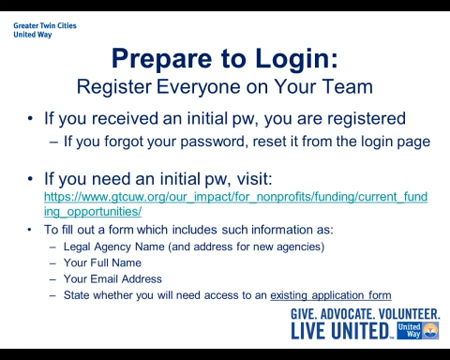 Greater Twin Cities
United Way
Prepare to Login:
Register Everyone on Your Team
• If you received an initial pw, you are registered
– If you forgot your password, reset it from the login page
• If you need an initial pw, visit:
https://www.gtcuw.org/our_impact/for_nonprofits/funding/current_fund
ing_opportunities/
• To fill out a form which includes such information as:
– Legal Agency Name (and address for new agencies)
– Your Full Name
– Your Email Address
– State whether you will need access to an existing application form
GIVE. ADVOCATE. VOLUNTEER.
LIVE UNITED™
United
Way